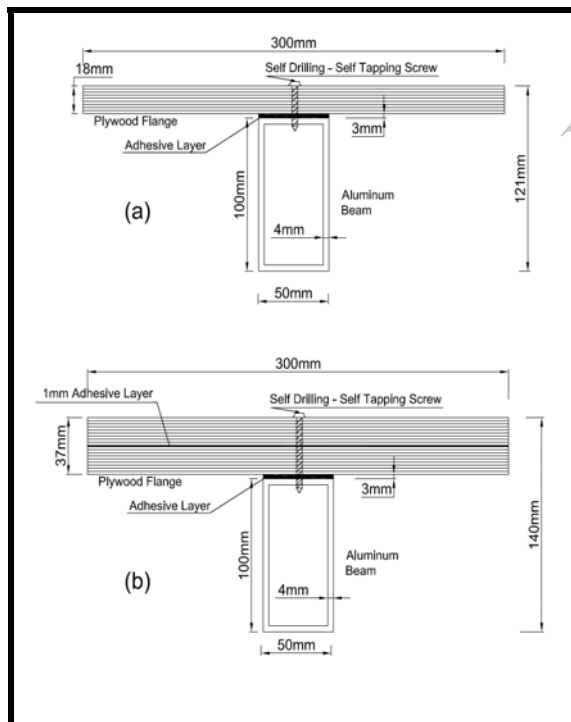 300mm
Self Drilling - Self Tapping Screw
18mm
Plywood Flange
Adhesive Layer
3mm
100mm
121mm
Aluminum
Beam
(a)
4mm
50mm
300mm
1mm Adhesive Layer
Self Drilling - Self Tapping Screw
37mm
Plywood Flange
Adhesive Layer
3mm
100mm
140mm
Aluminum
Beam
(b)
4mm
50mm